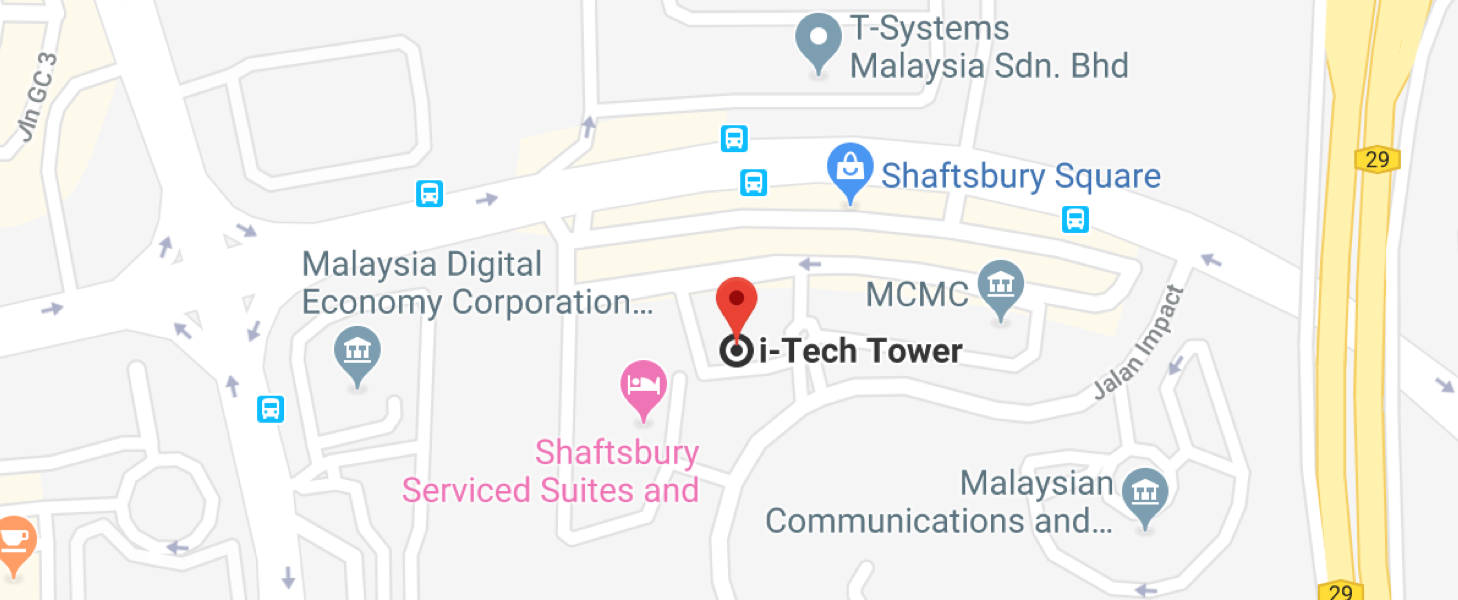 T-Systems
Malaysia Sdn. Bhd
Jln GC 3
29
Shaftsbury Square
Malaysia Digital
Economy Corporation...
MCMC
i-Tech Tower
Jalan Impact
Shaftsbury
Serviced Suites and
Malaysian
Communications and...
29